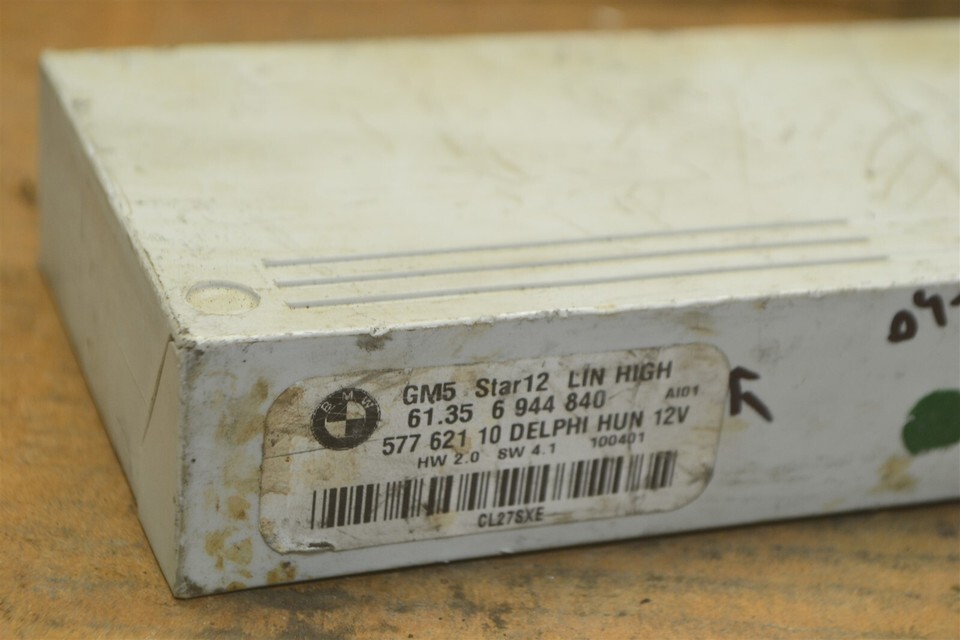 BMW
GM5 Star12 LIN HIGH
61.35 6 944 840 AI01
577 621 10 DELPHI HUN 12V
HW 2.0 SW 4.1 100401
CL27SXE